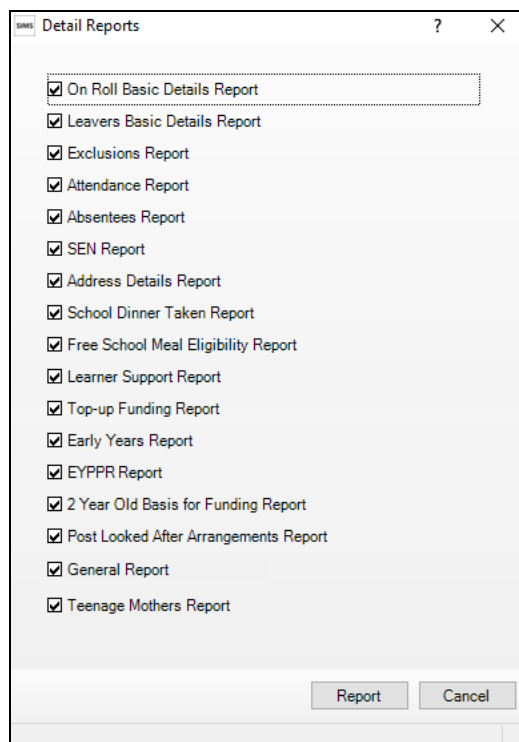 SIMS Detail Reports ? X
On Roll Basic Details Report
Leavers Basic Details Report
Exclusions Report
Attendance Report
Absentees Report
SEN Report
Address Details Report
School Dinner Taken Report
Free School Meal Eligibility Report
Learner Support Report
Top-up Funding Report
Early Years Report
EYPPR Report
2 Year Old Basis for Funding Report
Post Looked After Arrangements Report
General Report
Teenage Mothers Report
Report Cancel